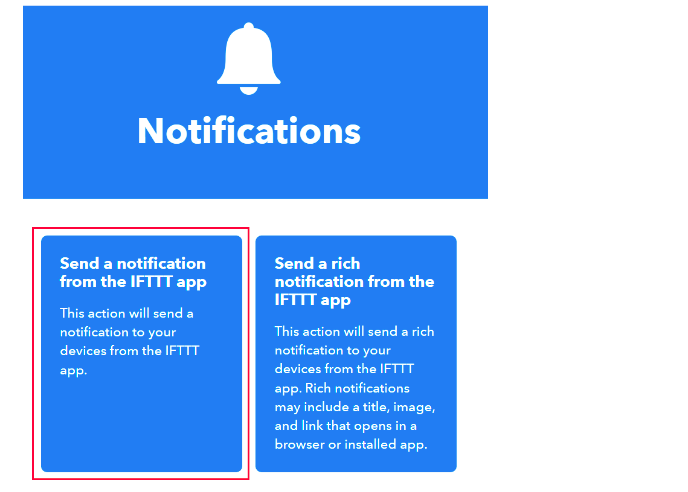 Notifications
Send a notification
from the IFTTT app
This action will send a
notification to your
devices from the IFTTT
app.
Send a rich
notification from the
IFTTT app
This action will send a rich
notification to your
devices from the IFTTT
app. Rich notifications
may include a title, image,
and link that opens in a
browser or installed app.